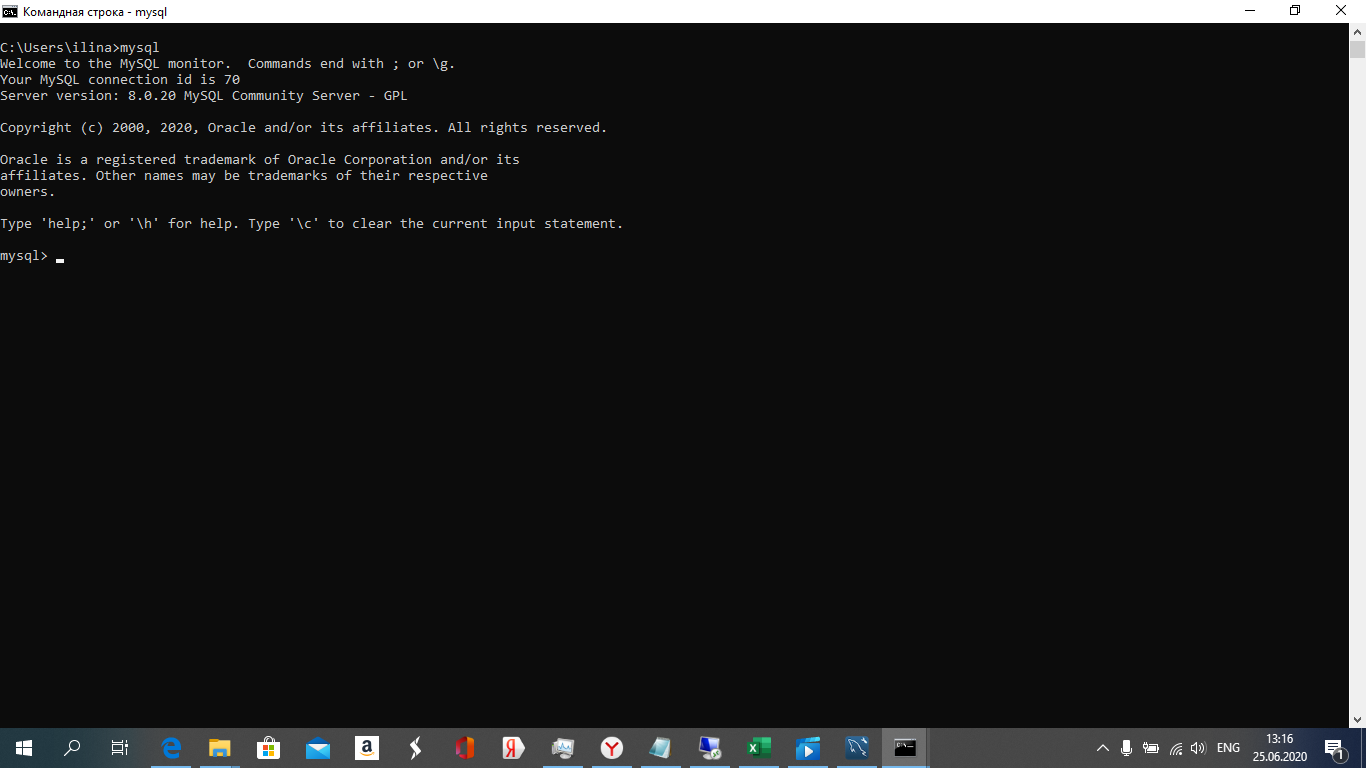 Командная строка - mysql
C:\Users\ilina>mysql
Welcome to the MySQL monitor.  Commands end with ; or \g.
Your MySQL connection id is 70
Server version: 8.0.20 MySQL Community Server - GPL
Copyright (c) 2000, 2020, Oracle and/or its affiliates. All rights reserved.
Oracle is a registered trademark of Oracle Corporation and/or its
affiliates. Other names may be trademarks of their respective
owners.
Type 'help;' or '\h' for help. Type '\c' to clear the current input statement.
mysql>
ENG
13:16
25.06.2020
1